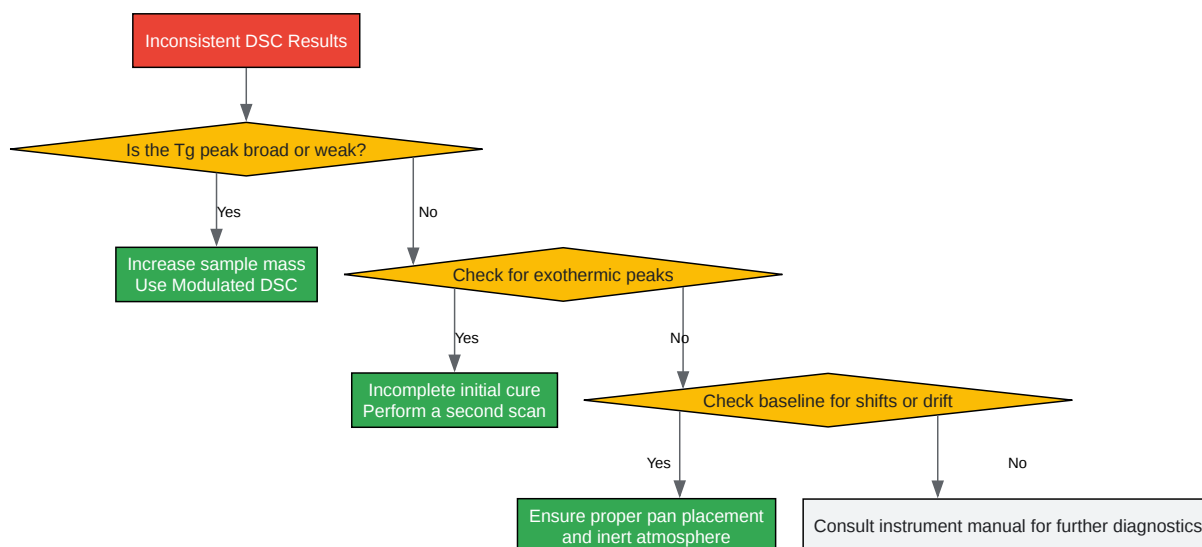 Inconsistent DSC Results
Is the Tg peak broad or weak?
Yes
No
Increase sample mass
Use Modulated DSC
Check for exothermic peaks
Yes
No
Incomplete initial cure
Perform a second scan
Check baseline for shifts or drift
Yes
No
Ensure proper pan placement
and inert atmosphere
Consult instrument manual for further diagnostics